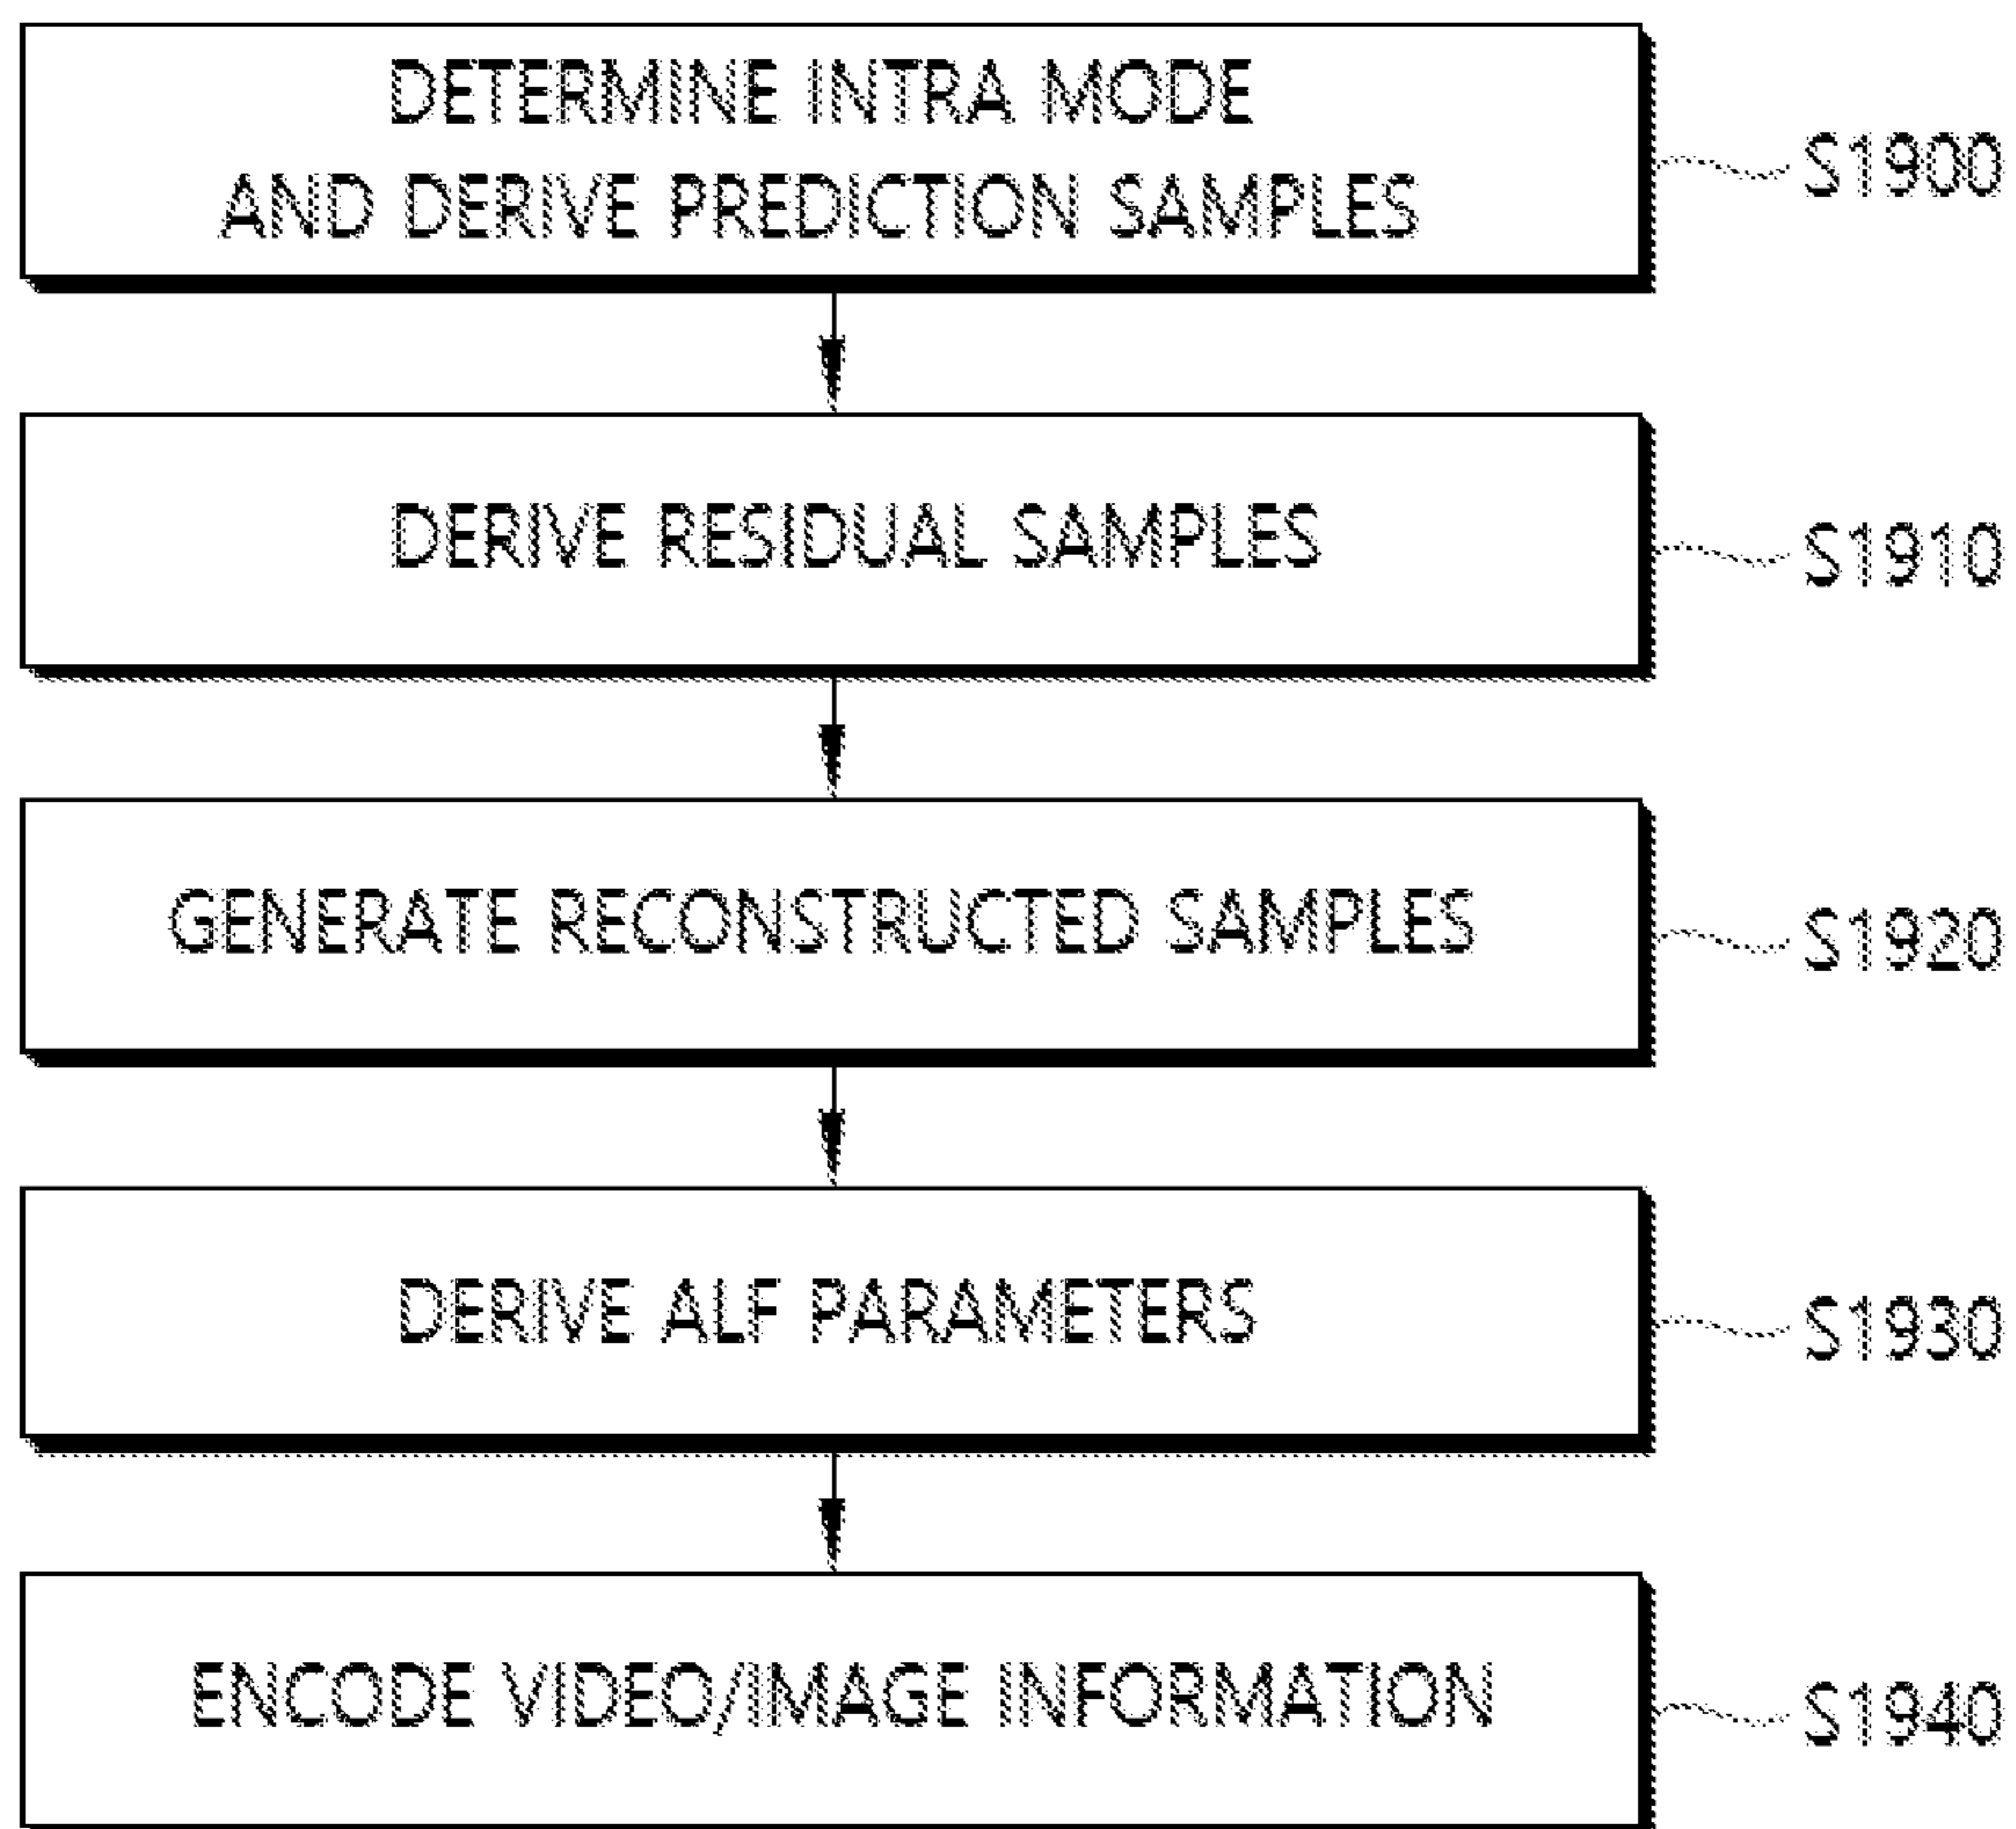 DETERMINE INTRA MODE
AND DERIVE PREDICTION SAMPLES
S1900
DERIVE RESIDUAL SAMPLES
S1910
GENERATE RECONSTRUCTED SAMPLES
S1920
DERIVE ALF PARAMETERS
S1930
ENCODE VIDEO/IMAGE INFORMATION
S1940